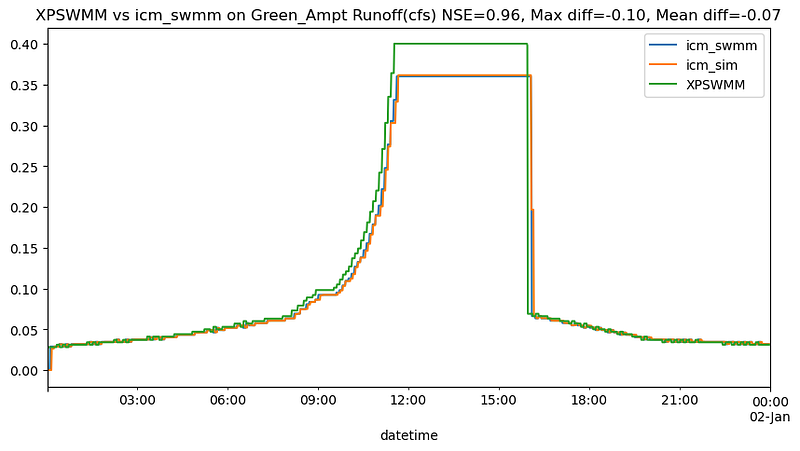 XPSWMM vs icm_swmm on Green_Ampt Runoff(cfs) NSE=0.96, Max diff=-0.10, Mean diff=-0.07
icm_swmm
icm_sim
XPSWMM
0.40
0.35
0.30
0.25
0.20
0.15
0.10
0.05
0.00
03:00 06:00 09:00 12:00 15:00 18:00 21:00 00:00
02-Jan
datetime